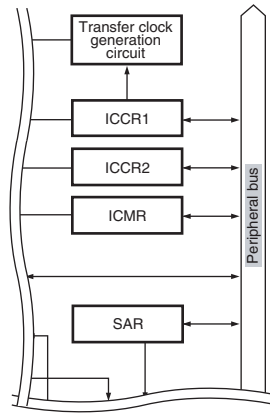 Transfer clock
generation
circuit
ICCR1
ICCR2
ICMR
Peripheral bus
SAR